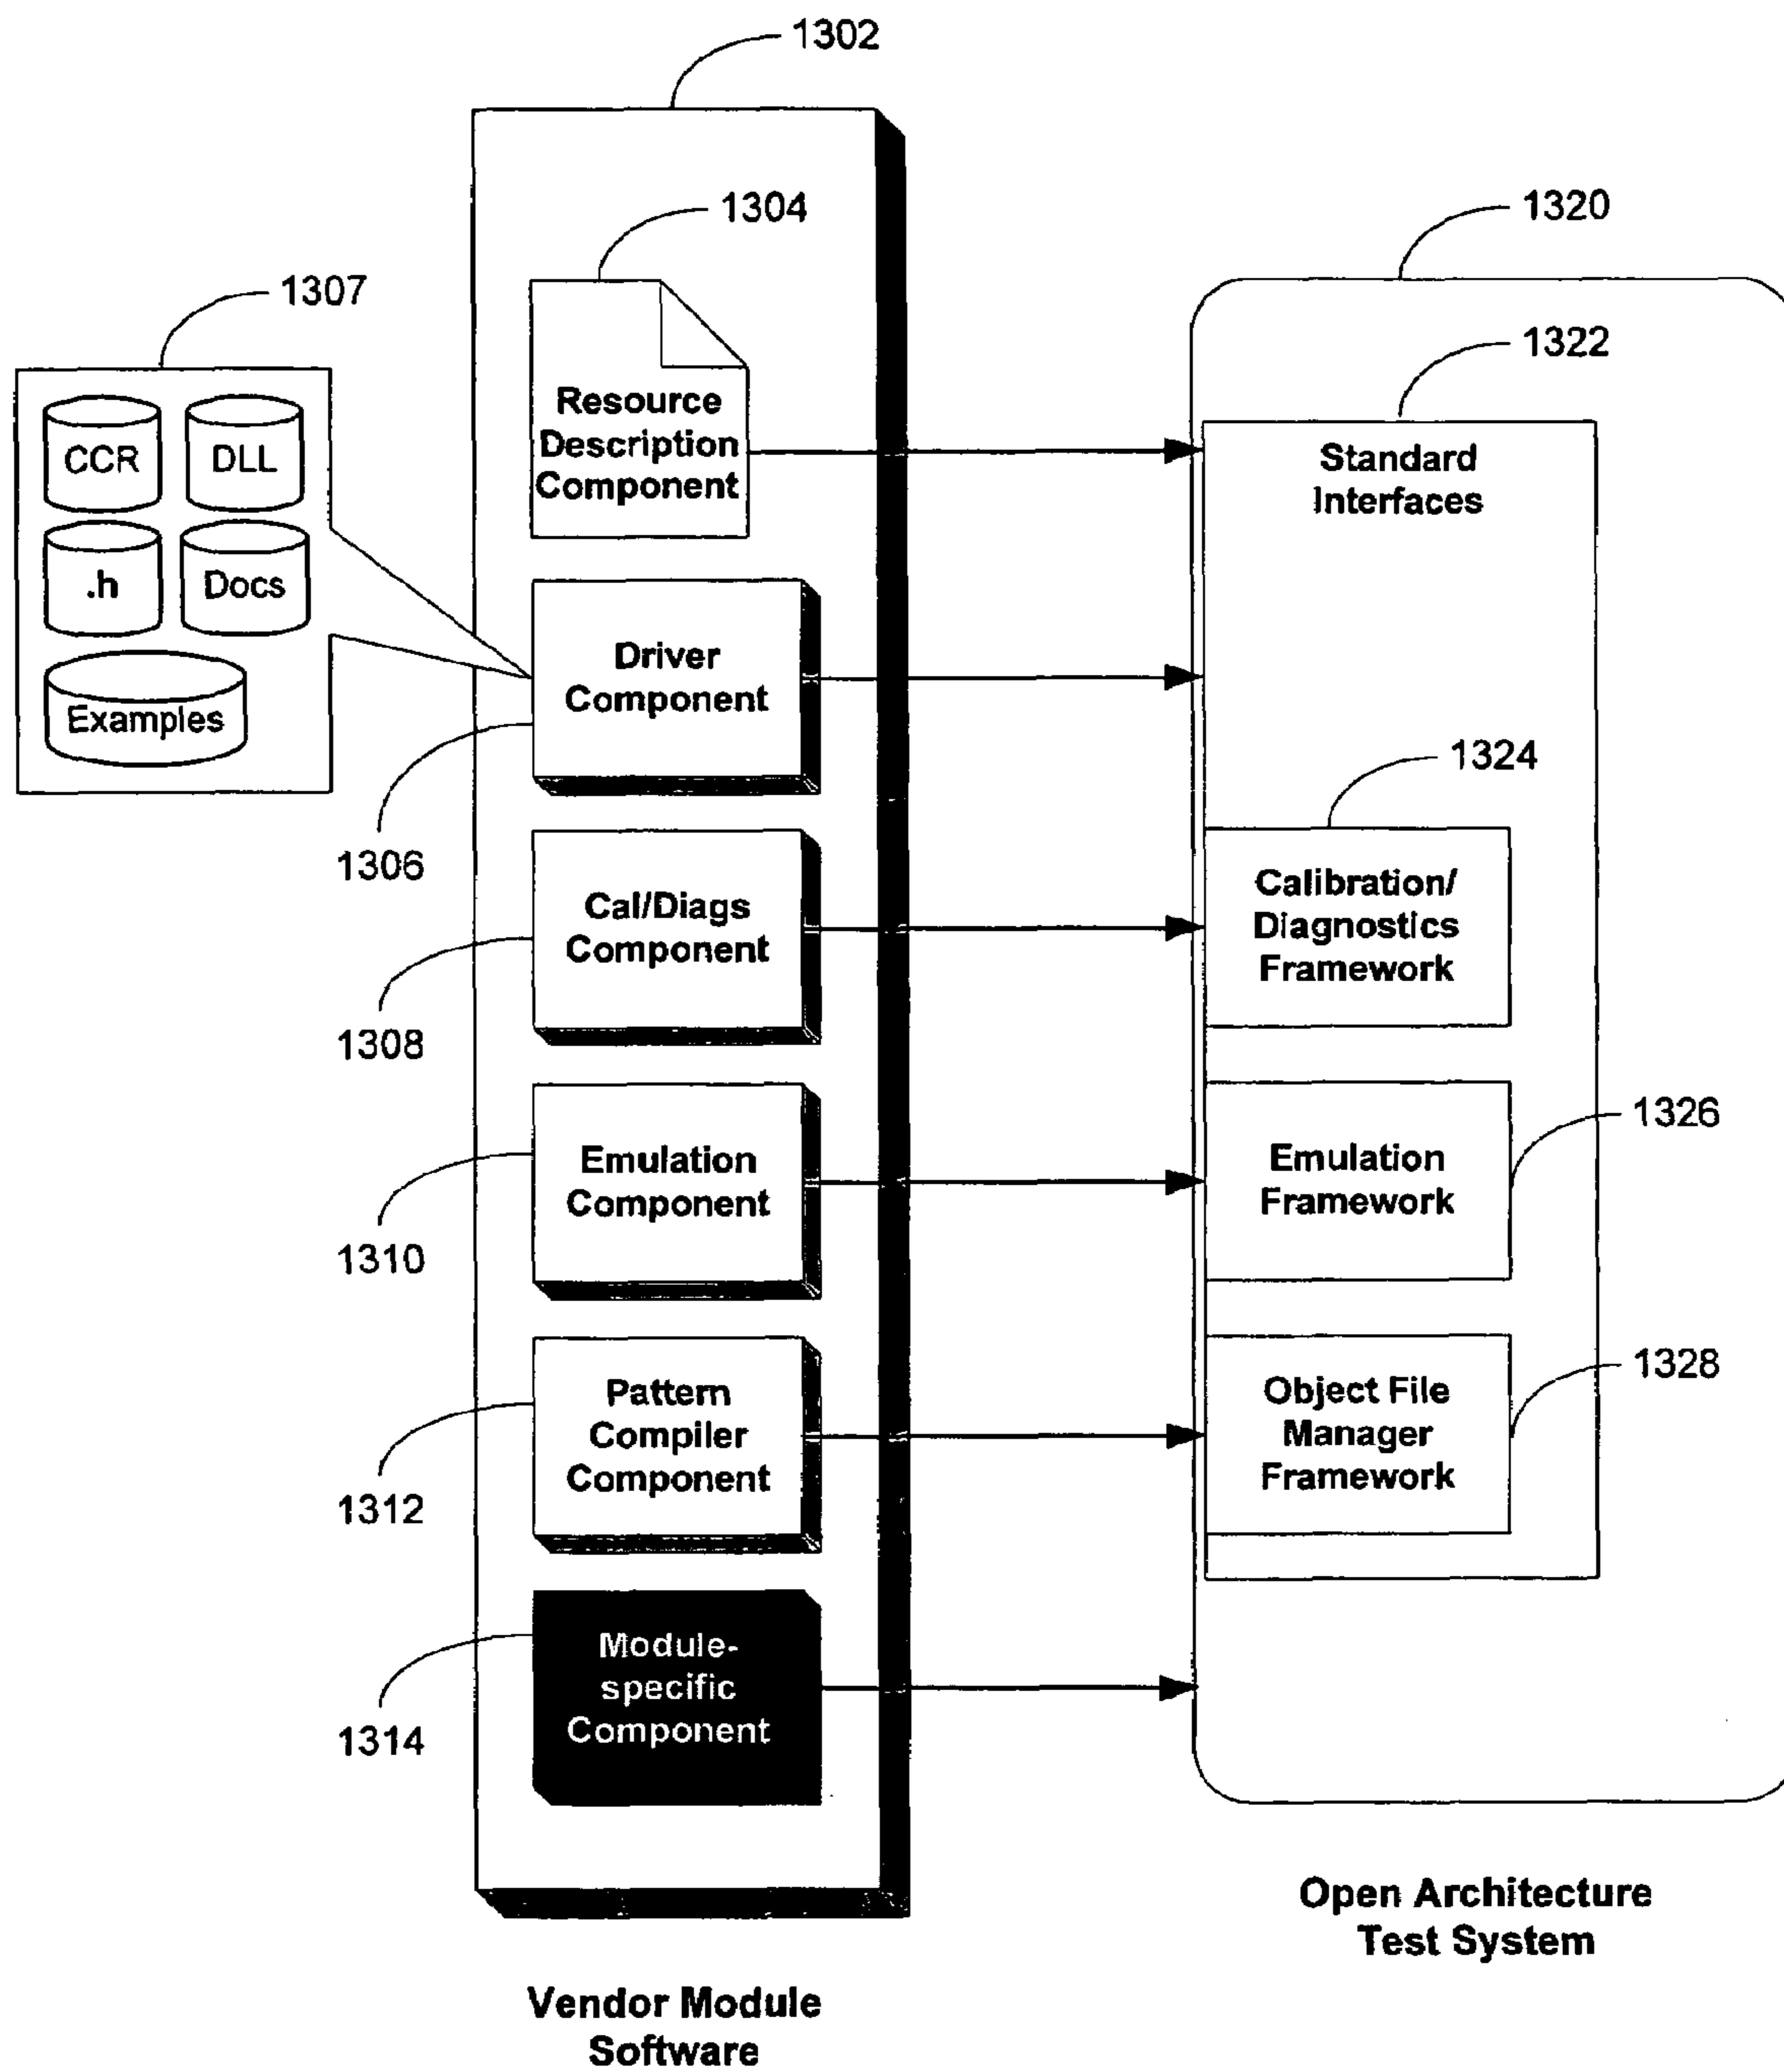 1302
1304
1320
1307
1322
CCR
DLL
.h
Docs
Examples
Resource
Description
Component
Standard
Interfaces
Driver
Component
1306
1324
Cal/Diags
Component
1308
Calibration/
Diagnostics
Framework
Emulation
Component
1310
Emulation
Framework
1326
Pattern
Compiler
Component
1312
Object File
Manager
Framework
1328
Module-
specific
Component
1314
Open Architecture
Test System
Vendor Module
Software